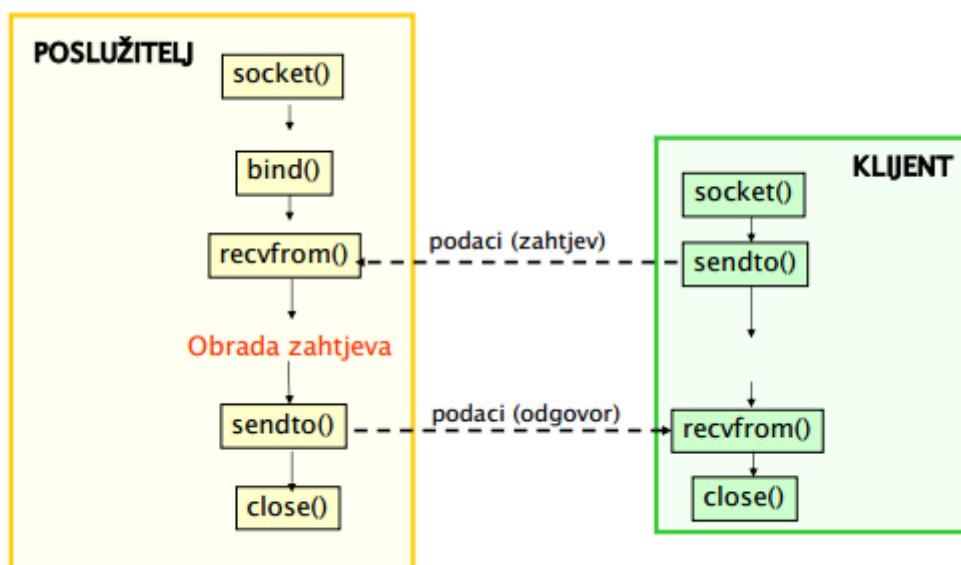 POSLUŽITELJ
socket()
bind()
recvfrom()
Obrada zahtjeva
sendto()
close()
podaci (zahtjev)
podaci (odgovor)
KLIJENT
socket()
sendto()
recvfrom()
close()